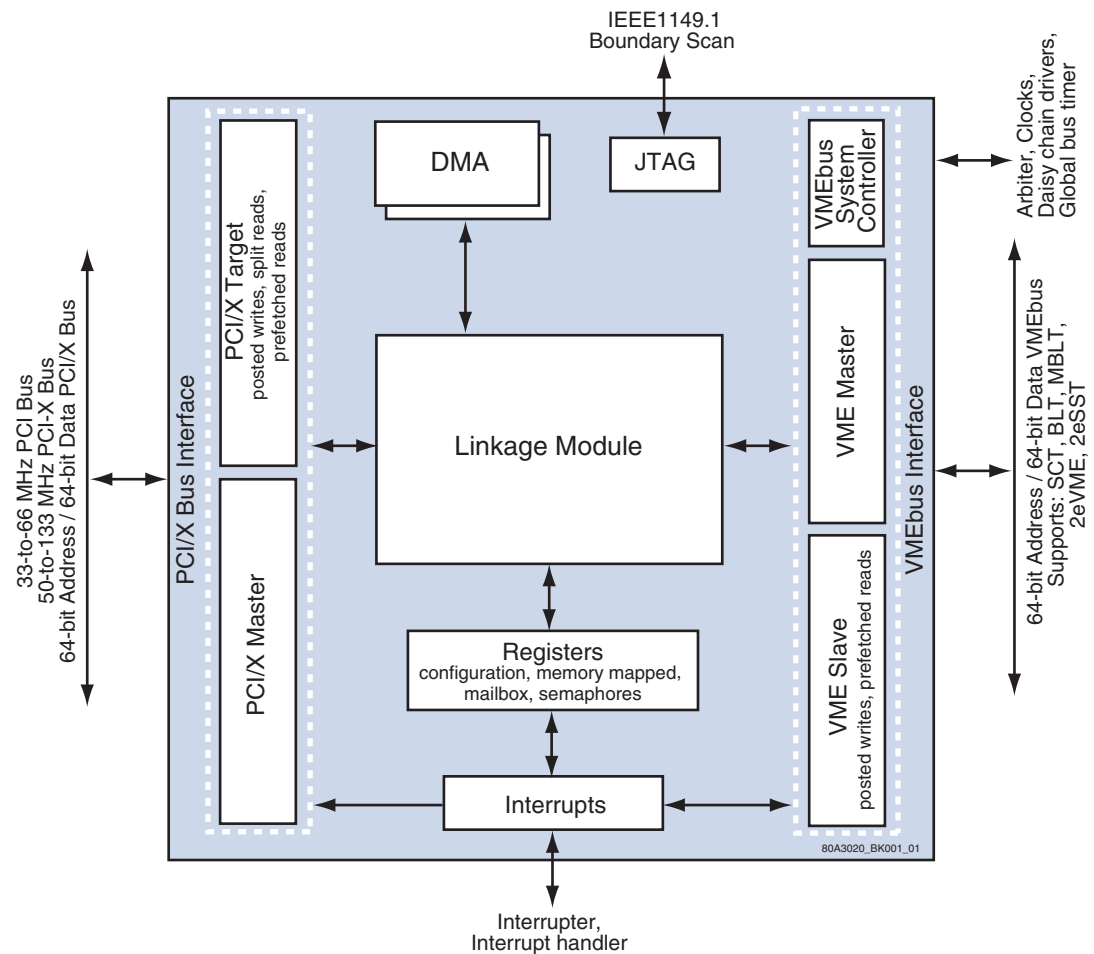 IEEE1149.1
Boundary Scan
DMA
JTAG
VMEbus
System
Controller
Arbiter, Clocks,
Daisy chain drivers,
Global bus timer
PCI/X Target
posted writes, split reads,
prefetched reads
VME Master
33-to-66 MHz PCI Bus
50-to-133 MHz PCI-X Bus
64-bit Address / 64-bit Data PCI/X Bus
PCI/X Bus Interface
Linkage Module
VMEbus Interface
64-bit Address / 64-bit Data VMEbus
Supports: SCT, BLT, MBLT,
2eVME, 2eSST
PCI/X Master
Registers
configuration, memory mapped,
mailbox, semaphores
VME Slave
posted writes, prefetched reads
Interrupts
80A3020_BK001_01
Interrupter,
Interrupt handler